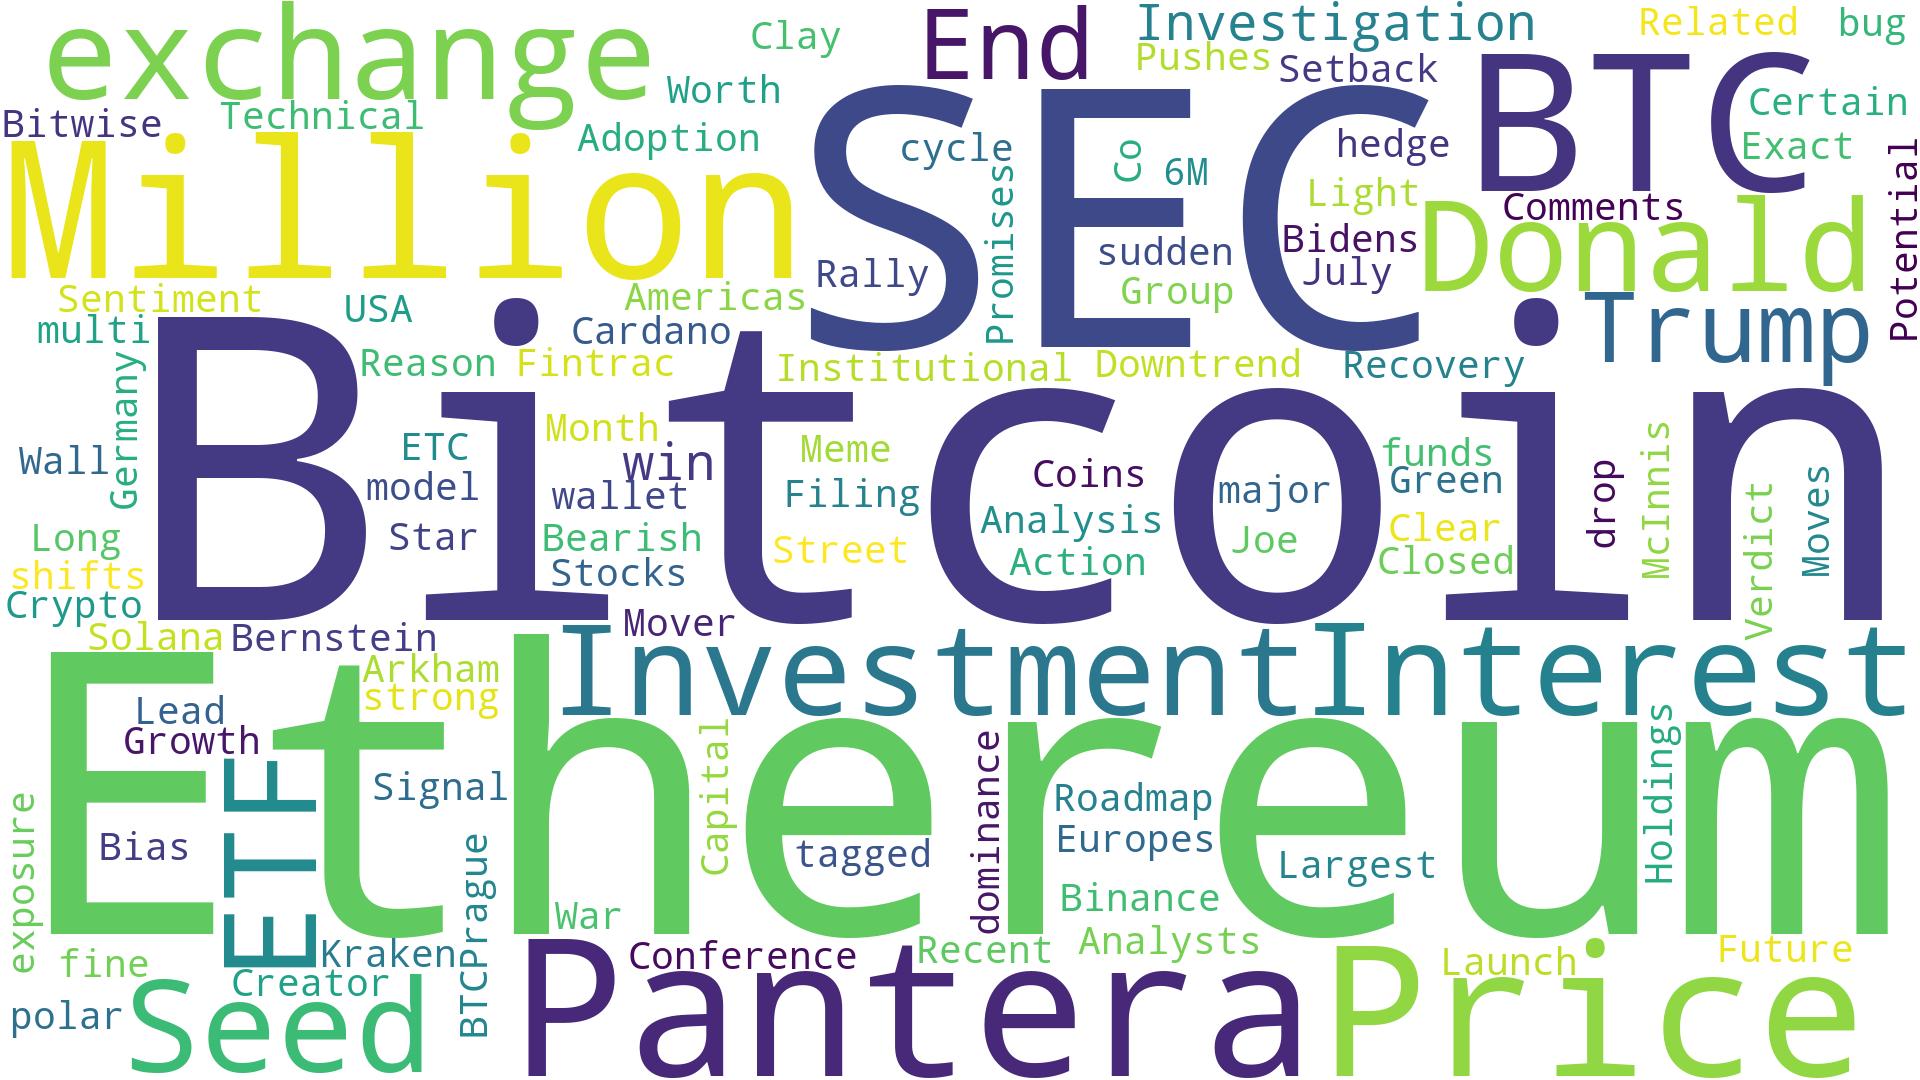 exchange
Clay
End
Investigation
Related
bug
Pushes
Setback
BTC
Worth
Certain
Bitwise
Technical
Adoption
SEC
cycle
Co
6M
hedge
Exact
Million
Promises
Light
Comments
Donald
Potential
Rally
sudden
Bidens
July
Group
Sentiment
USA
Americas
multi
Cardano
Trump
Germany
Reason
Fintrac
Institutional
Downtrend
Recovery
Bitcoin
Wall
ETC
Month
win
Meme
Coins
funds
Green
drop
McInnis
Verdict
Moves
model
wallet
Filing
major
Long
Star
Bearish
Street
Analysis
Joe
Clear
shifts
Stocks
Action
Closed
Crypto
Solana
Bernstein
Mover
Investment
Interest
Arkham
strong
Lead
Growth
Ethereum
ETF
Signal
Capital
dominance
Roadmap
Holdings
exposure
Bias
BTCPrague
tagged
Europes
Largest
War
Binance
fine
Kraken
Conference
Recent
Analysts
Launch
Future
Creator
polar
Seed
Pantera
Price